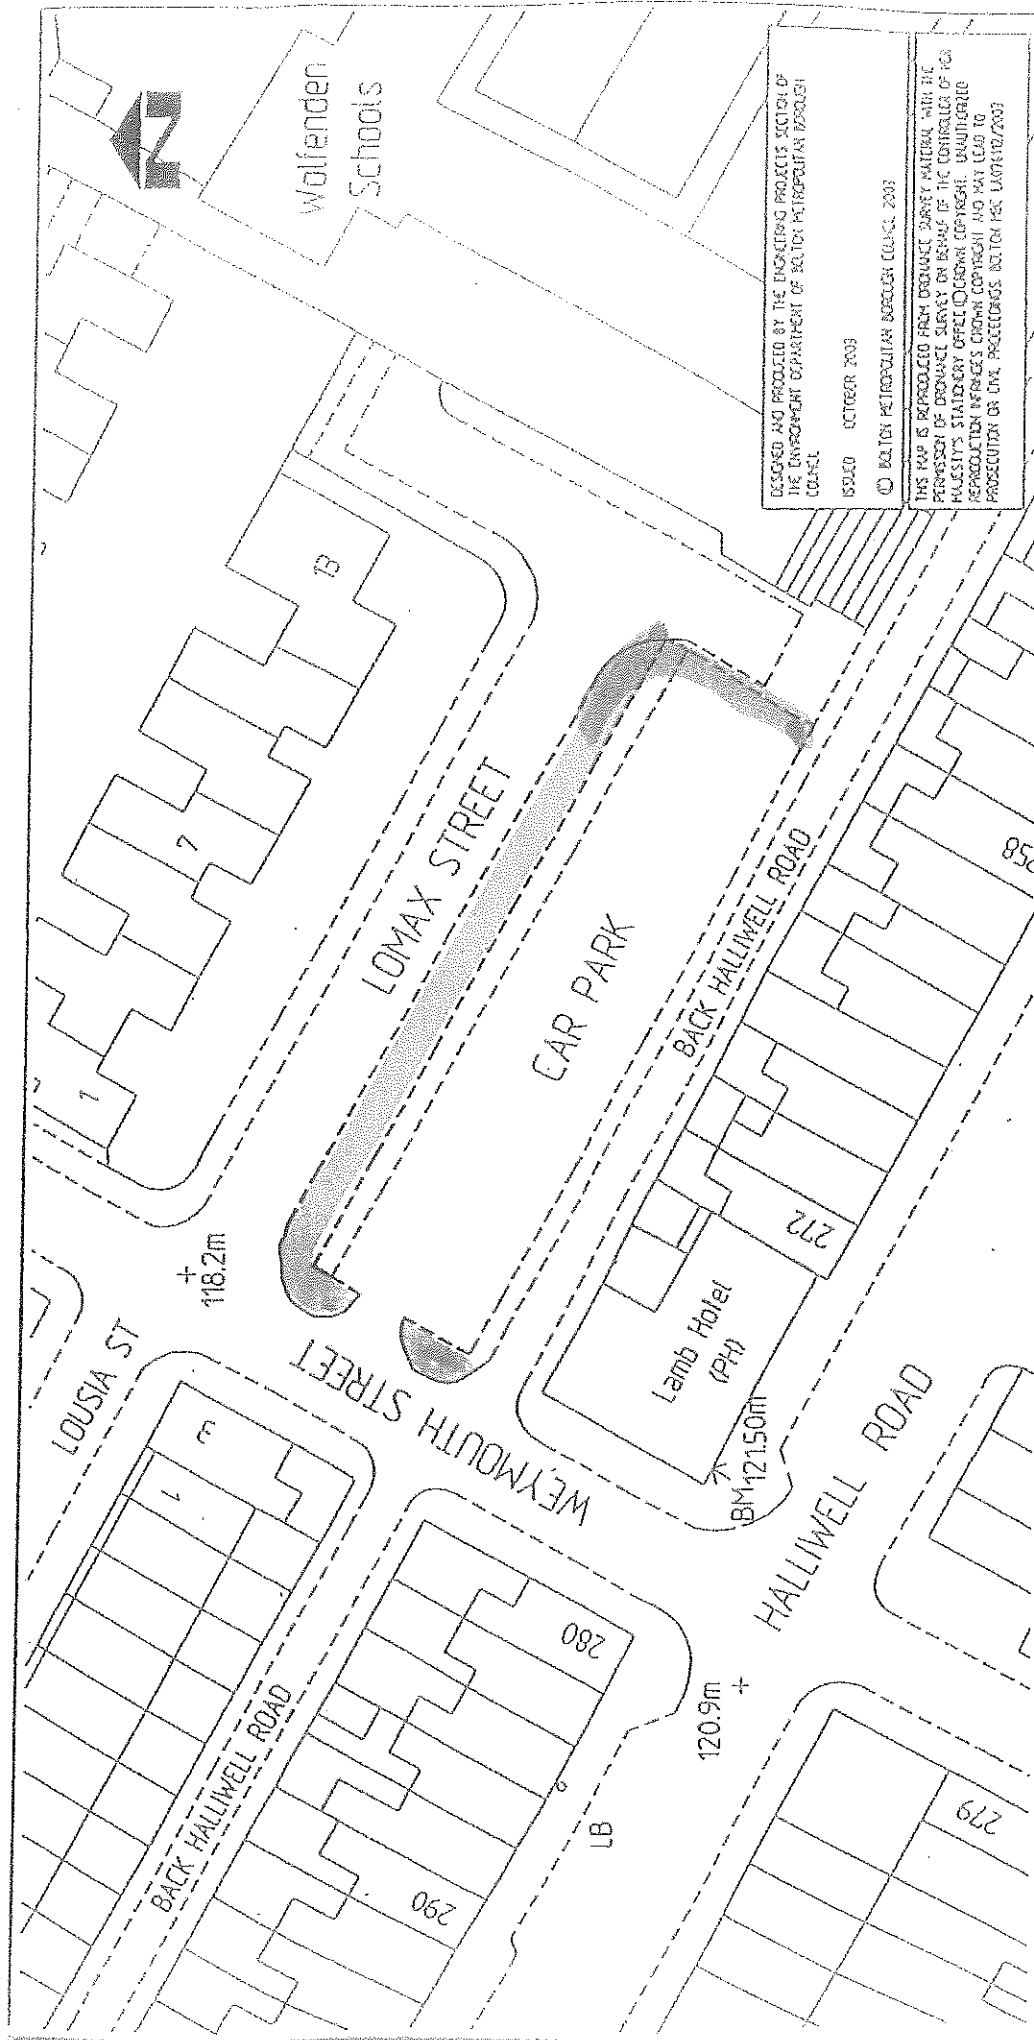 N
Wolfenden
Schools
13
7
1
LOMAX STREET
CAR PARK
BACK HALLIWELL ROAD
258
272
Lamb Hotel
(PH)
BM 121.50m
118.2m
LOUSIA ST
WEYMOUTH STREET
3
1
BACK HALLIWELL ROAD
280
290
LB
120.9m
HALLIWELL ROAD
279
DESIGNED AND PRODUCED BY THE ENGINEERING PROJECTS SECTION OF
THE ENVIRONMENT DEPARTMENT OF BOLTON METROPOLITAN BOROUGH
COUNCIL
ISSUED OCTOBER 2003
© BOLTON METROPOLITAN BOROUGH COUNCIL 2003
THIS MAP IS REPRODUCED FROM ORDNANCE SURVEY MATERIAL WITH THE
PERMISSION OF ORDNANCE SURVEY ON BEHALF OF THE CONTROLLER OF HER
MAJESTY'S STATIONERY OFFICE © CROWN COPYRIGHT. UNAUTHORIZED
REPRODUCTION INFRINGES CROWN COPYRIGHT AND MAY LEAD TO
PROSECUTION OR CIVIL PROCEEDINGS. BOLTON MBC